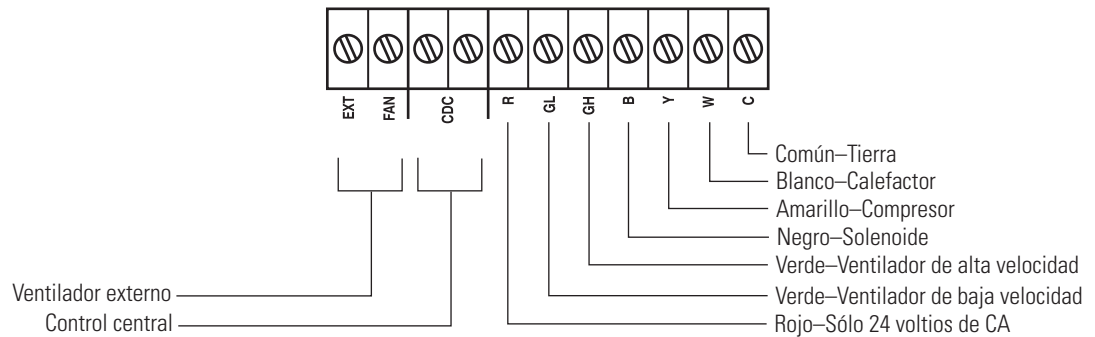 EXT FAN CDC R GL GH B Y W C
Común–Tierra
Blanco–Calefactor
Amarillo–Compresor
Negro–Solenoide
Verde–Ventilador de alta velocidad
Verde–Ventilador de baja velocidad
Rojo–Sólo 24 voltios de CA
Ventilador externo
Control central